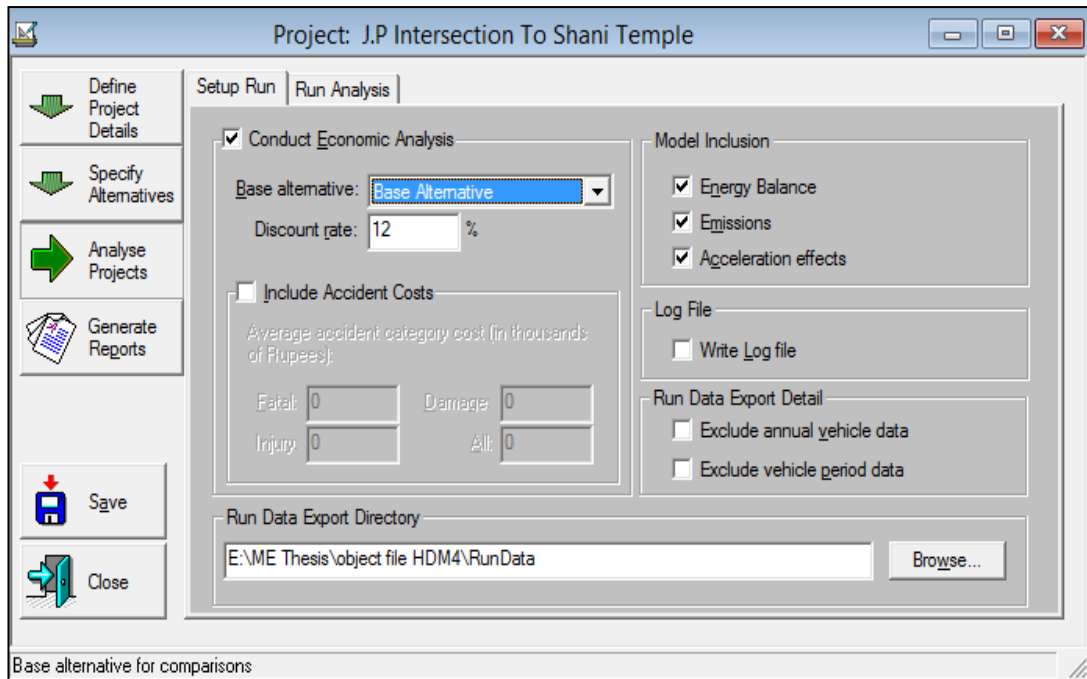 Project: J.P Intersection To Shani Temple
Define
Project
Details
Specify
Alternatives
Analyse
Projects
Generate
Reports
Save
Close
Setup Run
Run Analysis
Conduct Economic Analysis
Base alternative: Base Alternative
Discount rate: 12 %
Include Accident Costs
Average accident category cost (in thousands
of Rupees):
Fatal: 0 Damage: 0
Injury: 0 All: 0
Model Inclusion
Energy Balance
Emissions
Acceleration effects
Log File
Write Log file
Run Data Export Detail
Exclude annual vehicle data
Exclude vehicle period data
Run Data Export Directory
E:\ME Thesis\object file HDM4\RunData
Browse...
Base alternative for comparisons